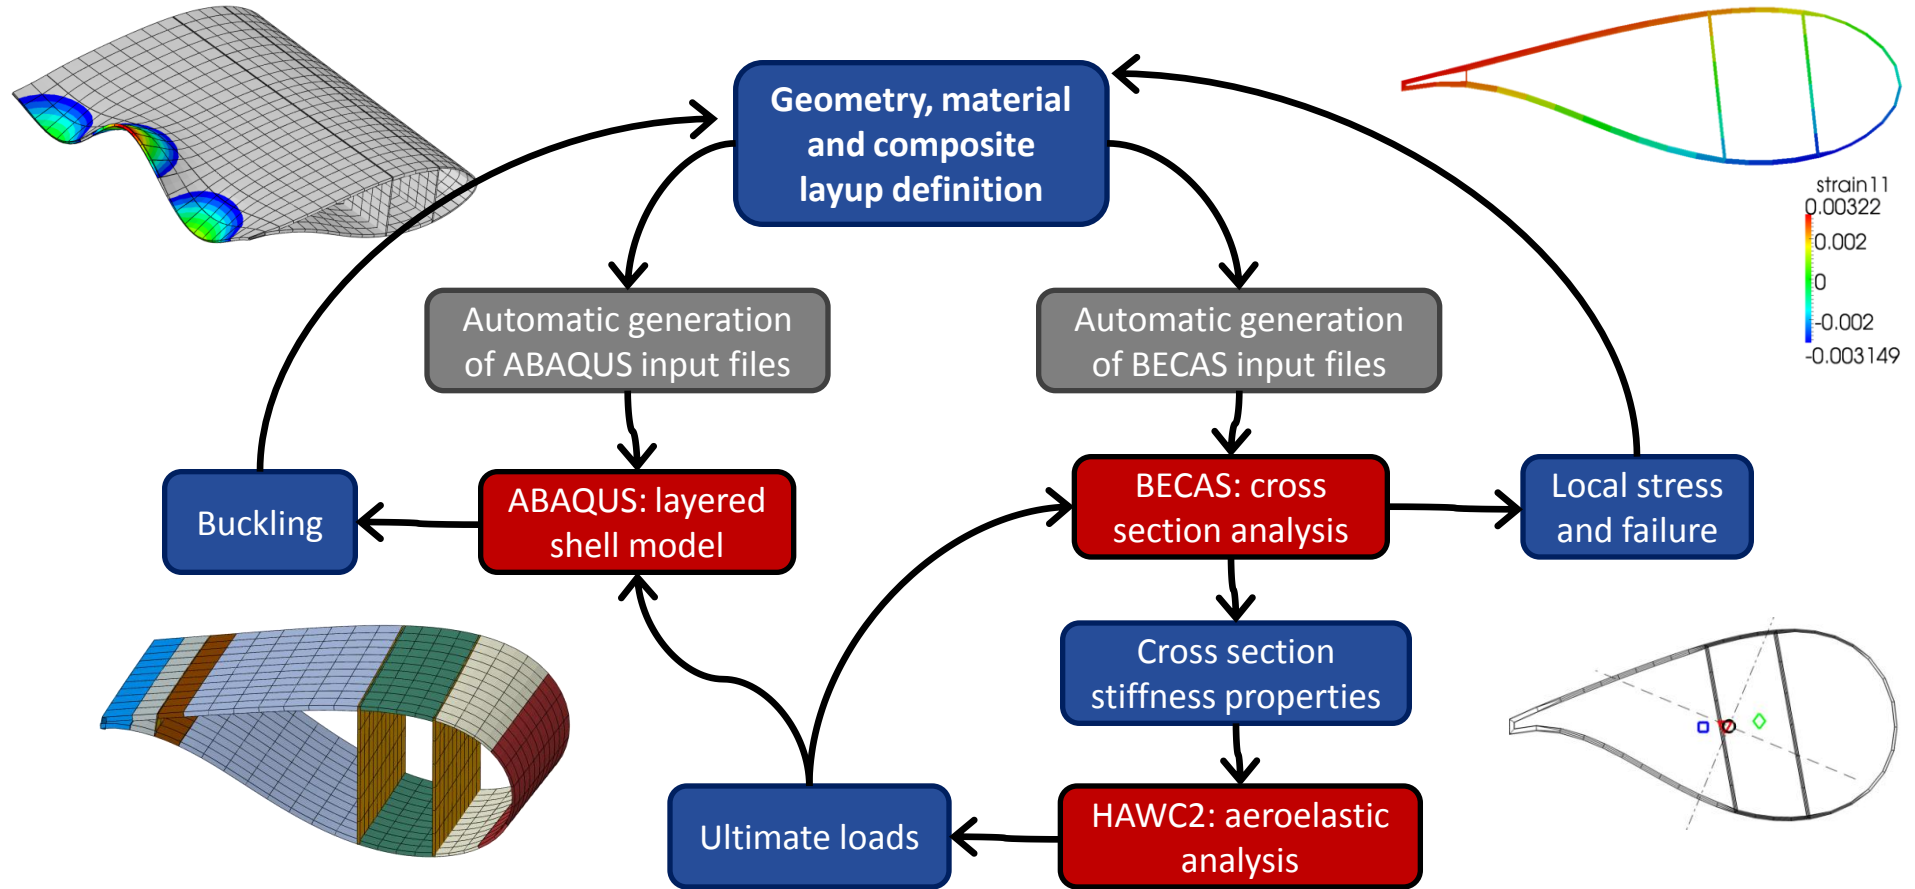 Geometry, material
and composite
layup definition
strain11
0.00322
0.002
0
-0.002
-0.003149
Automatic generation
of ABAQUS input files
Automatic generation
of BECAS input files
Buckling
ABAQUS: layered
shell model
BECAS: cross
section analysis
Local stress
and failure
Cross section
stiffness properties
Ultimate loads
HAWC2: aeroelastic
analysis